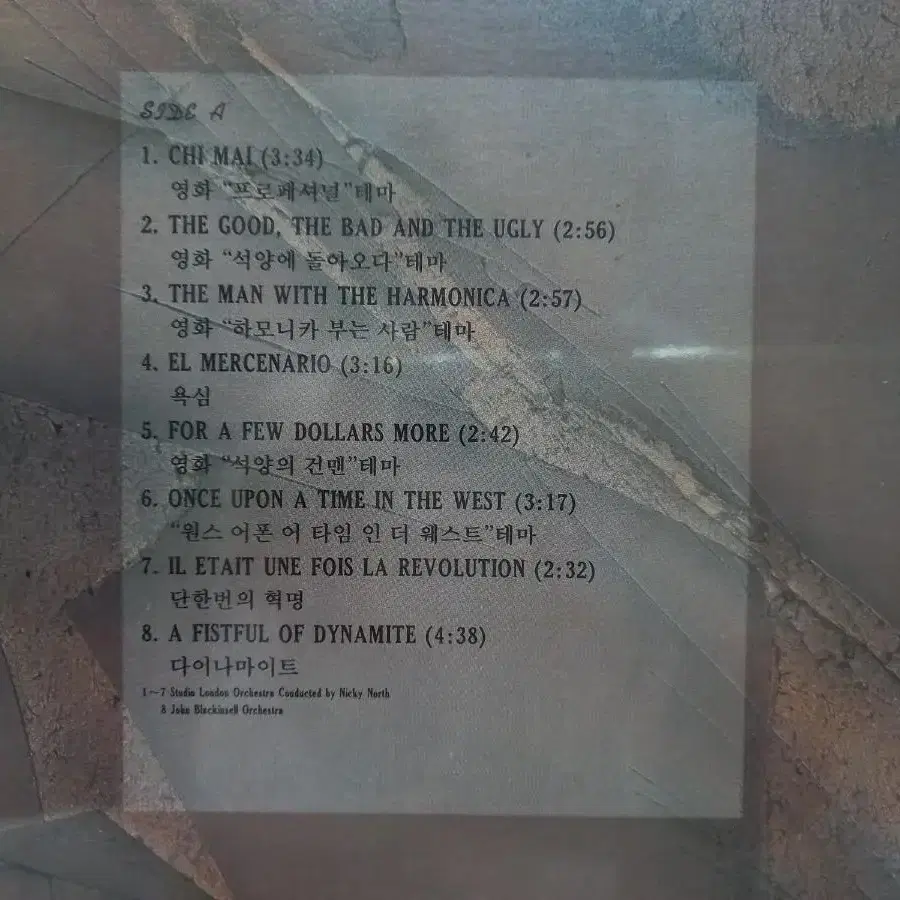 SIDE A
1. CHI MAI (3:34)
영화 “프로페셔널”테마
2. THE GOOD, THE BAD AND THE UGLY (2:56)
영화 “석양에 돌아오다”테마
3. THE MAN WITH THE HARMONICA (2:57)
영화 “하모니카 부는 사람”테마
4. EL MERCENARIO (3:16)
욕심
5. FOR A FEW DOLLARS MORE (2:42)
영화 “석양의 건맨”테마
6. ONCE UPON A TIME IN THE WEST (3:17)
“원스 어폰 어 타임 인 더 웨스트”테마
7. IL ETAIT UNE FOIS LA REVOLUTION (2:32)
단한번의 혁명
8. A FISTFUL OF DYNAMITE (4:38)
다이나마이트
1~7 Studio London Orchestra Conducted by Nicky North
8 John Blackinsell Orchestra